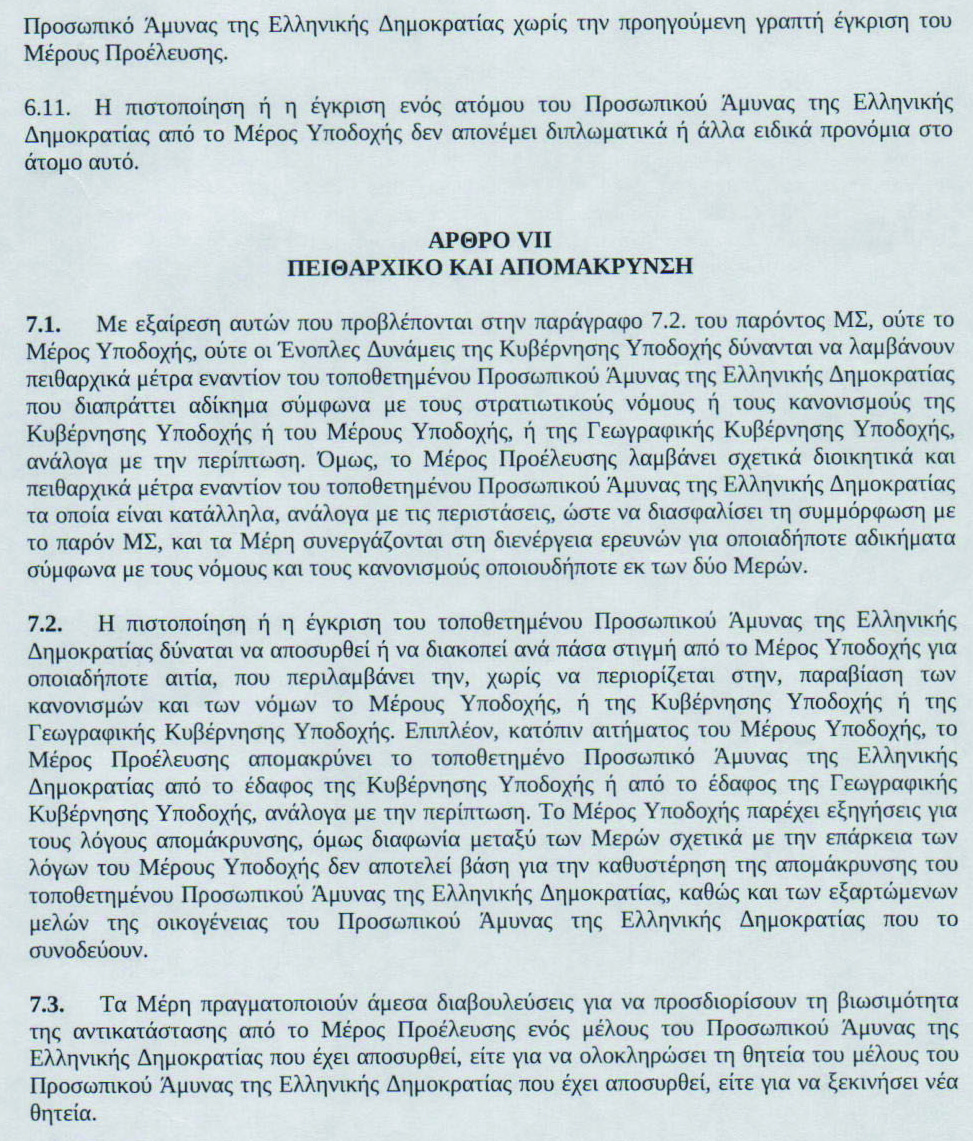 Προσωπικό Άμυνας της Ελληνικής Δημοκρατίας χωρίς την προηγούμενη γραπτή έγκριση του
Μέρους Προέλευσης.
6.11. Η πιστοποίηση ή η έγκριση ενός ατόμου του Προσωπικού Άμυνας της Ελληνικής
Δημοκρατίας από το Μέρος Υποδοχής δεν απονέμει διπλωματικά ή άλλα ειδικά προνόμια στο
άτομο αυτό.
ΑΡΘΡΟ VII
ΠΕΙΘΑΡΧΙΚΟ ΚΑΙ ΑΠΟΜΑΚΡΥΝΣΗ
7.1. Με εξαίρεση αυτών που προβλέπονται στην παράγραφο 7.2. του παρόντος ΜΣ, ούτε το
Μέρος Υποδοχής, ούτε οι Ένοπλες Δυνάμεις της Κυβέρνησης Υποδοχής δύνανται να λαμβάνουν
πειθαρχικά μέτρα εναντίον του τοποθετημένου Προσωπικού Άμυνας της Ελληνικής Δημοκρατίας
που διαπράττει αδίκημα σύμφωνα με τους στρατιωτικούς νόμους ή τους κανονισμούς της
Κυβέρνησης Υποδοχής ή του Μέρους Υποδοχής, ή της Γεωγραφικής Κυβέρνησης Υποδοχής,
ανάλογα με την περίπτωση. Όμως, το Μέρος Προέλευσης λαμβάνει σχετικά διοικητικά και
πειθαρχικά μέτρα εναντίον του τοποθετημένου Προσωπικού Άμυνας της Ελληνικής Δημοκρατίας
τα οποία είναι κατάλληλα, ανάλογα με τις περιστάσεις, ώστε να διασφαλίσει τη συμμόρφωση με
το παρόν ΜΣ, και τα Μέρη συνεργάζονται στη διενέργεια ερευνών για οποιαδήποτε αδικήματα
σύμφωνα με τους νόμους και τους κανονισμούς οποιουδήποτε εκ των δύο Μερών.
7.2. Η πιστοποίηση ή η έγκριση του τοποθετημένου Προσωπικού Άμυνας της Ελληνικής
Δημοκρατίας δύναται να αποσυρθεί ή να διακοπεί ανά πάσα στιγμή από το Μέρος Υποδοχής για
οποιαδήποτε αιτία, που περιλαμβάνει την, χωρίς να περιορίζεται στην, παραβίαση των
κανονισμών και των νόμων το Μέρους Υποδοχής, ή της Κυβέρνησης Υποδοχής ή της
Γεωγραφικής Κυβέρνησης Υποδοχής. Επιπλέον, κατόπιν αιτήματος του Μέρους Υποδοχής, το
Μέρος Προέλευσης απομακρύνει το τοποθετημένο Προσωπικό Άμυνας της Ελληνικής
Δημοκρατίας από το έδαφος της Κυβέρνησης Υποδοχής ή από το έδαφος της Γεωγραφικής
Κυβέρνησης Υποδοχής, ανάλογα με την περίπτωση. Το Μέρος Υποδοχής παρέχει εξηγήσεις για
τους λόγους απομάκρυνσης, όμως διαφωνία μεταξύ των Μερών σχετικά με την επάρκεια των
λόγων του Μέρους Υποδοχής δεν αποτελεί βάση για την καθυστέρηση της απομάκρυνσης του
τοποθετημένου Προσωπικού Άμυνας της Ελληνικής Δημοκρατίας, καθώς και των εξαρτώμενων
μελών της οικογένειας του Προσωπικού Άμυνας της Ελληνικής Δημοκρατίας που το
συνοδεύουν.
7.3. Τα Μέρη πραγματοποιούν άμεσα διαβουλεύσεις για να προσδιορίσουν τη βιωσιμότητα
της αντικατάστασης από το Μέρος Προέλευσης ενός μέλους του Προσωπικού Άμυνας της
Ελληνικής Δημοκρατίας που έχει αποσυρθεί, είτε για να ολοκληρώσει τη θητεία του μέλους του
Προσωπικού Άμυνας της Ελληνικής Δημοκρατίας που έχει αποσυρθεί, είτε για να ξεκινήσει νέα
θητεία.